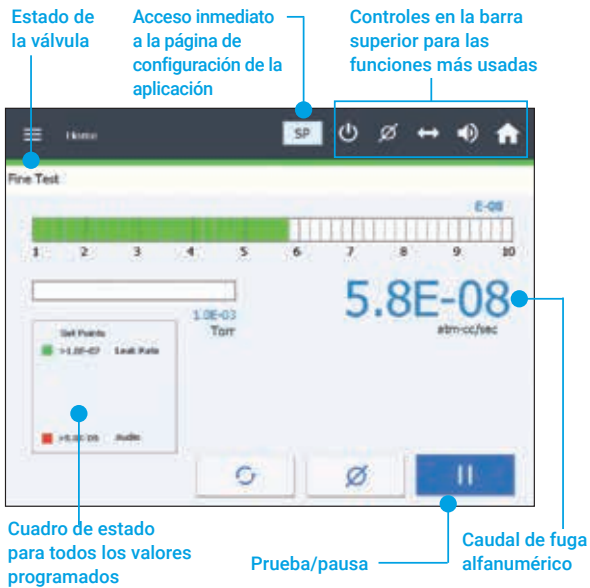 Estado de
la válvula
Acceso inmediato
a la página de
configuración de la
aplicación
Controles en la barra
superior para las
funciones más usadas
Home
SP
Fine Test
E-08
1 2 3 4 5 6 7 8 9 10
1.0E-03
Torr
5.8E-08
atm-cc/sec
Set Points
>1.0E-07 Leak Rate
Audio
Cuadro de estado
para todos los valores
programados
Prueba/pausa
Caudal de fuga
alfanumérico